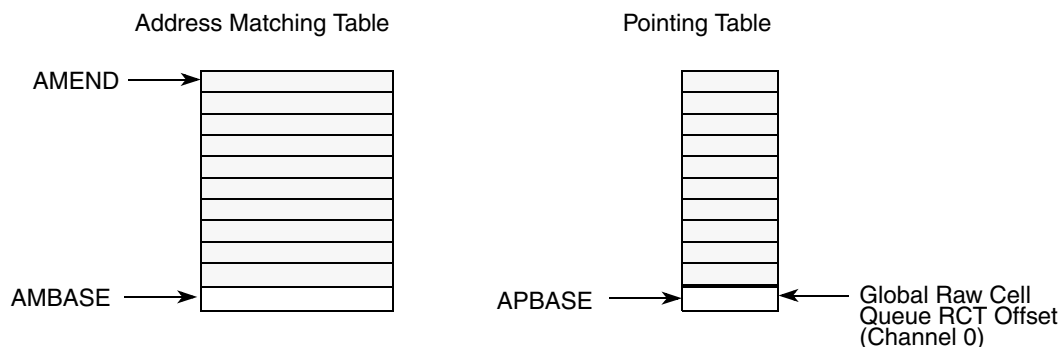 Address Matching Table
Pointing Table
AMEND
AMBASE
APBASE
Global Raw Cell
Queue RCT Offset
(Channel 0)